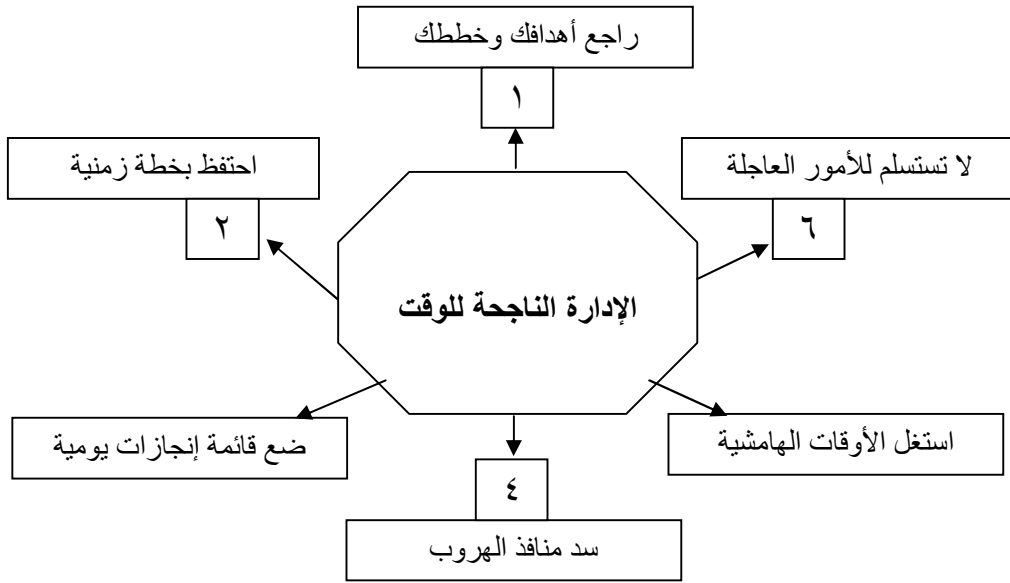 راجع أهدافك وخططك
١
احتفظ بخطة زمنية
٢
لا تستسلم للأمور العاجلة
٦
الإدارة الناجحة للوقت
ضع قائمة إنجازات يومية
استغل الأوقات الهامشية
٤
سد منافذ الهروب